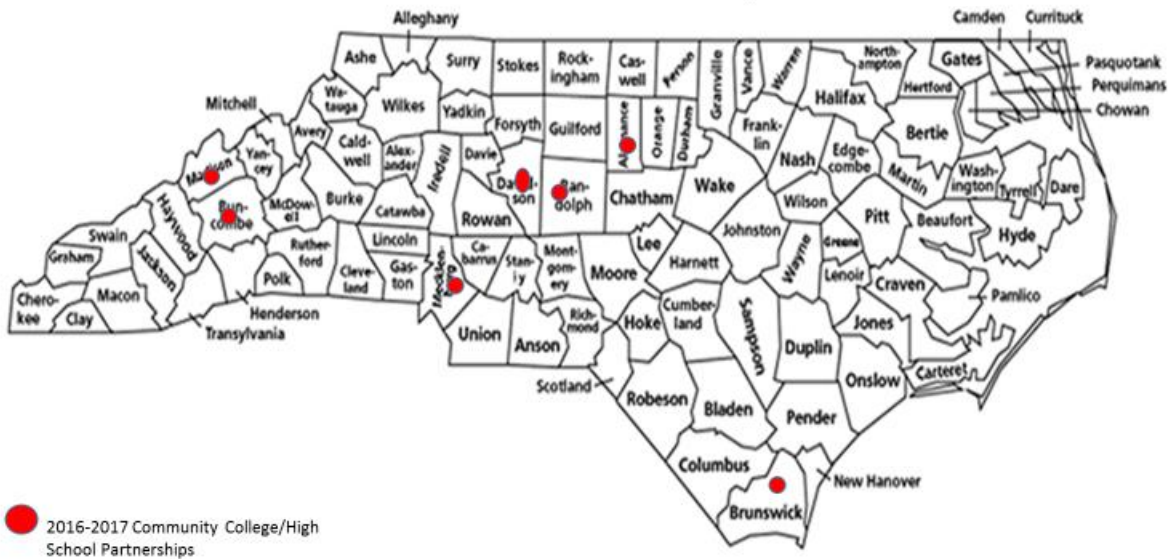 Alleghany
Camden
Currituck
Ashe
Surry
Stokes
Rock-
ingham
Cas-
well
Person
Granville
Vance
Warren
North-
ampton
Gates
Pasquotank
Hertford
Perquimans
Chowan
Wa-
tauga
Wilkes
Yadkin
Forsyth
Guilford
Orange
Durham
Frank-
lin
Halifax
Bertie
Mitchell
Avery
Cald-
well
Alex-
ander
Iredell
Davie
Nash
Edge-
combe
Martin
Wash-
ington
Tyrrell
Dare
Yan-
cey
Burke
McDow-
ell
Catawba
Rowan
son
dolph
Chatham
Wake
Wilson
Pitt
Beaufort
Hyde
Haywood
combe
Swain
Graham
Jackson
Ruther-
ford
Lincoln
Cleve-
land
Gas-
ton
Polk
Ca-
barrus
Stan-
ly
Mont-
gom-
ery
Moore
Lee
Harnett
Johnston
Wayne
Greene
Lenoir
Craven
Pamlico
Chero-
kee
Clay
Macon
Transylvania
Henderson
Mecklen-
Union
Anson
Rich-
mond
Scotland
Hoke
Cumber-
land
Sampson
Duplin
Jones
Carteret
Onslow
Robeson
Bladen
Pender
Columbus
Brunswick
New Hanover
2016-2017 Community College/High
School Partnerships